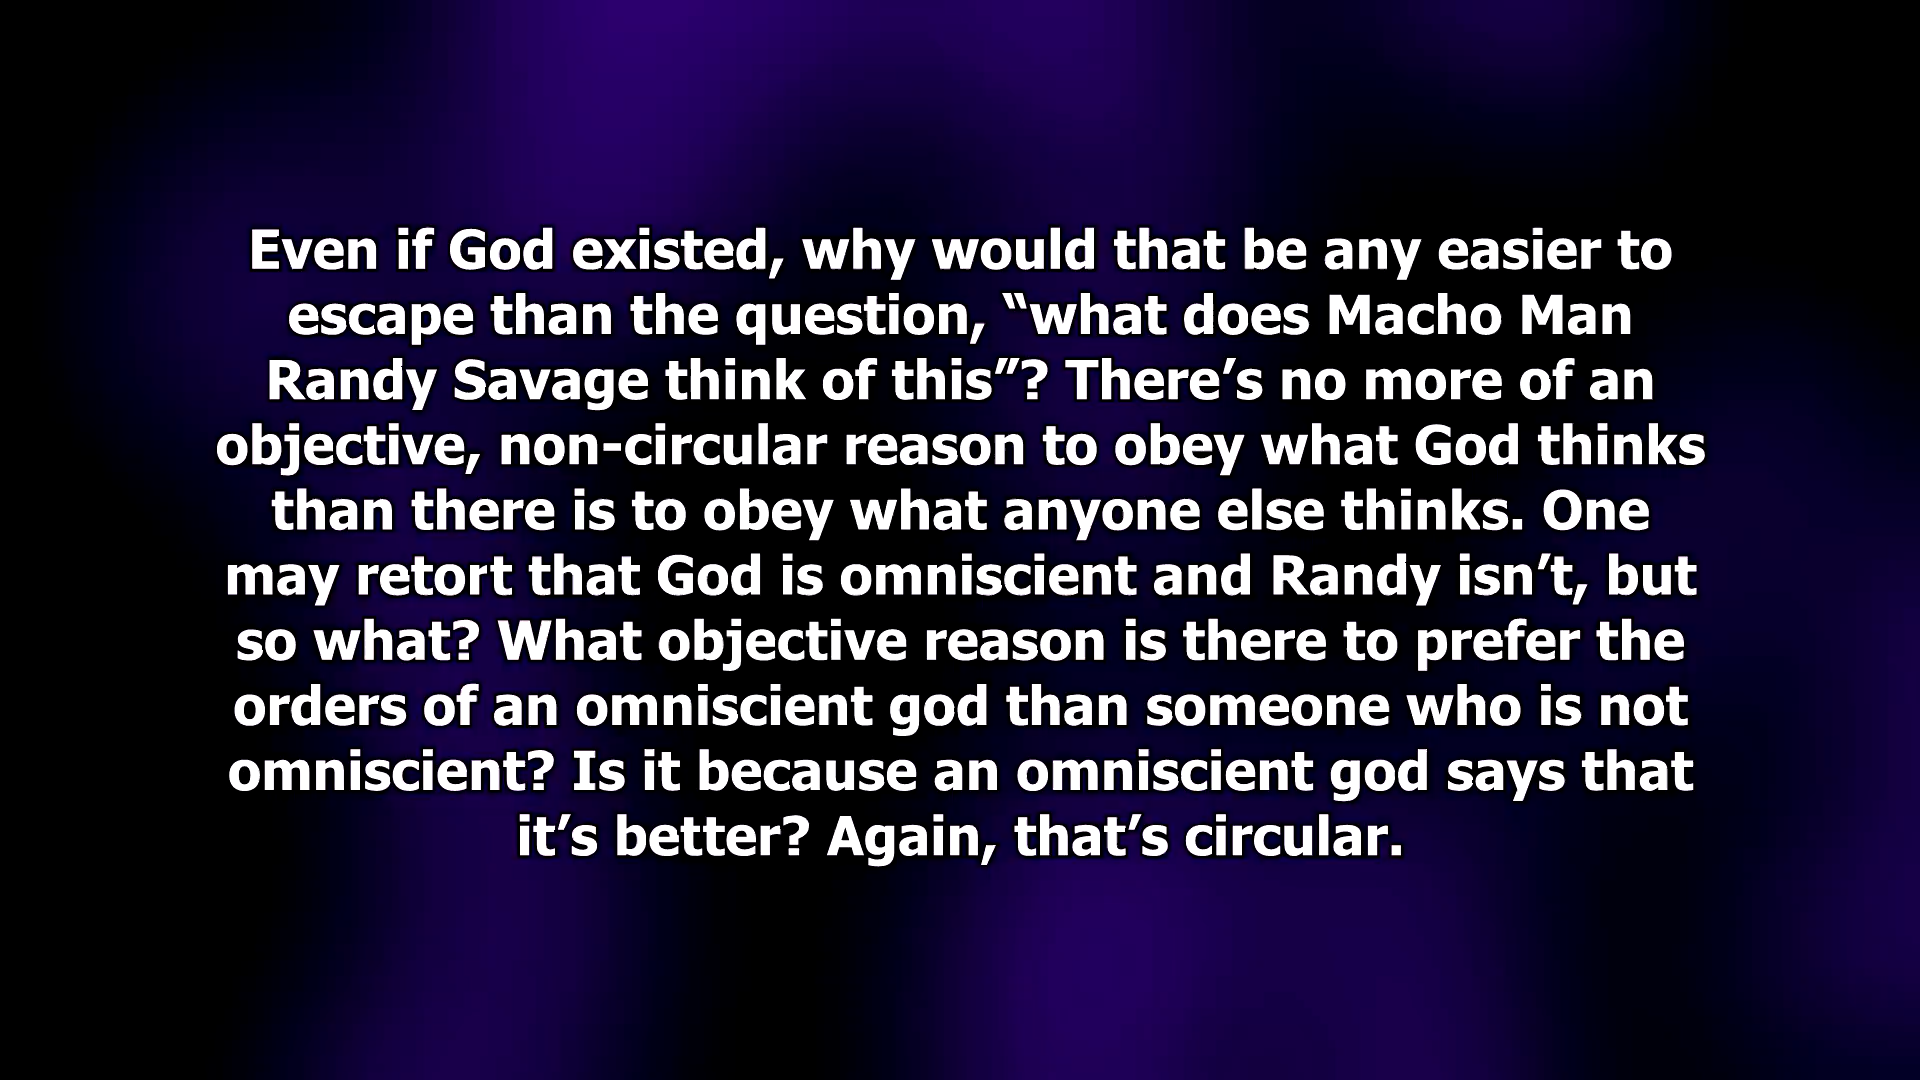 Even if God existed, why would that be any easier to
escape than the question, “what does Macho Man
Randy Savage think of this”? There’s no more of an
objective, non-circular reason to obey what God thinks
than there is to obey what anyone else thinks. One
may retort that God is omniscient and Randy isn’t, but
so what? What objective reason is there to prefer the
orders of an omniscient god than someone who is not
omniscient? Is it because an omniscient god says that
it’s better? Again, that’s circular.